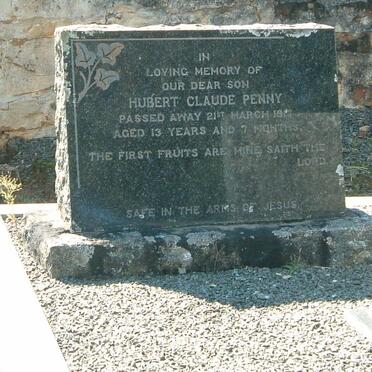 IN
LOVING MEMORY OF
OUR DEAR SON
HUBERT CLAUDE PENNY
PASSED AWAY 21ST MARCH
AGED 13 YEARS AND 7 MONTHS.
THE FIRST FRUITS ARE MINE SAITH THE
LORD
SAFE IN THE ARMS OF JESUS